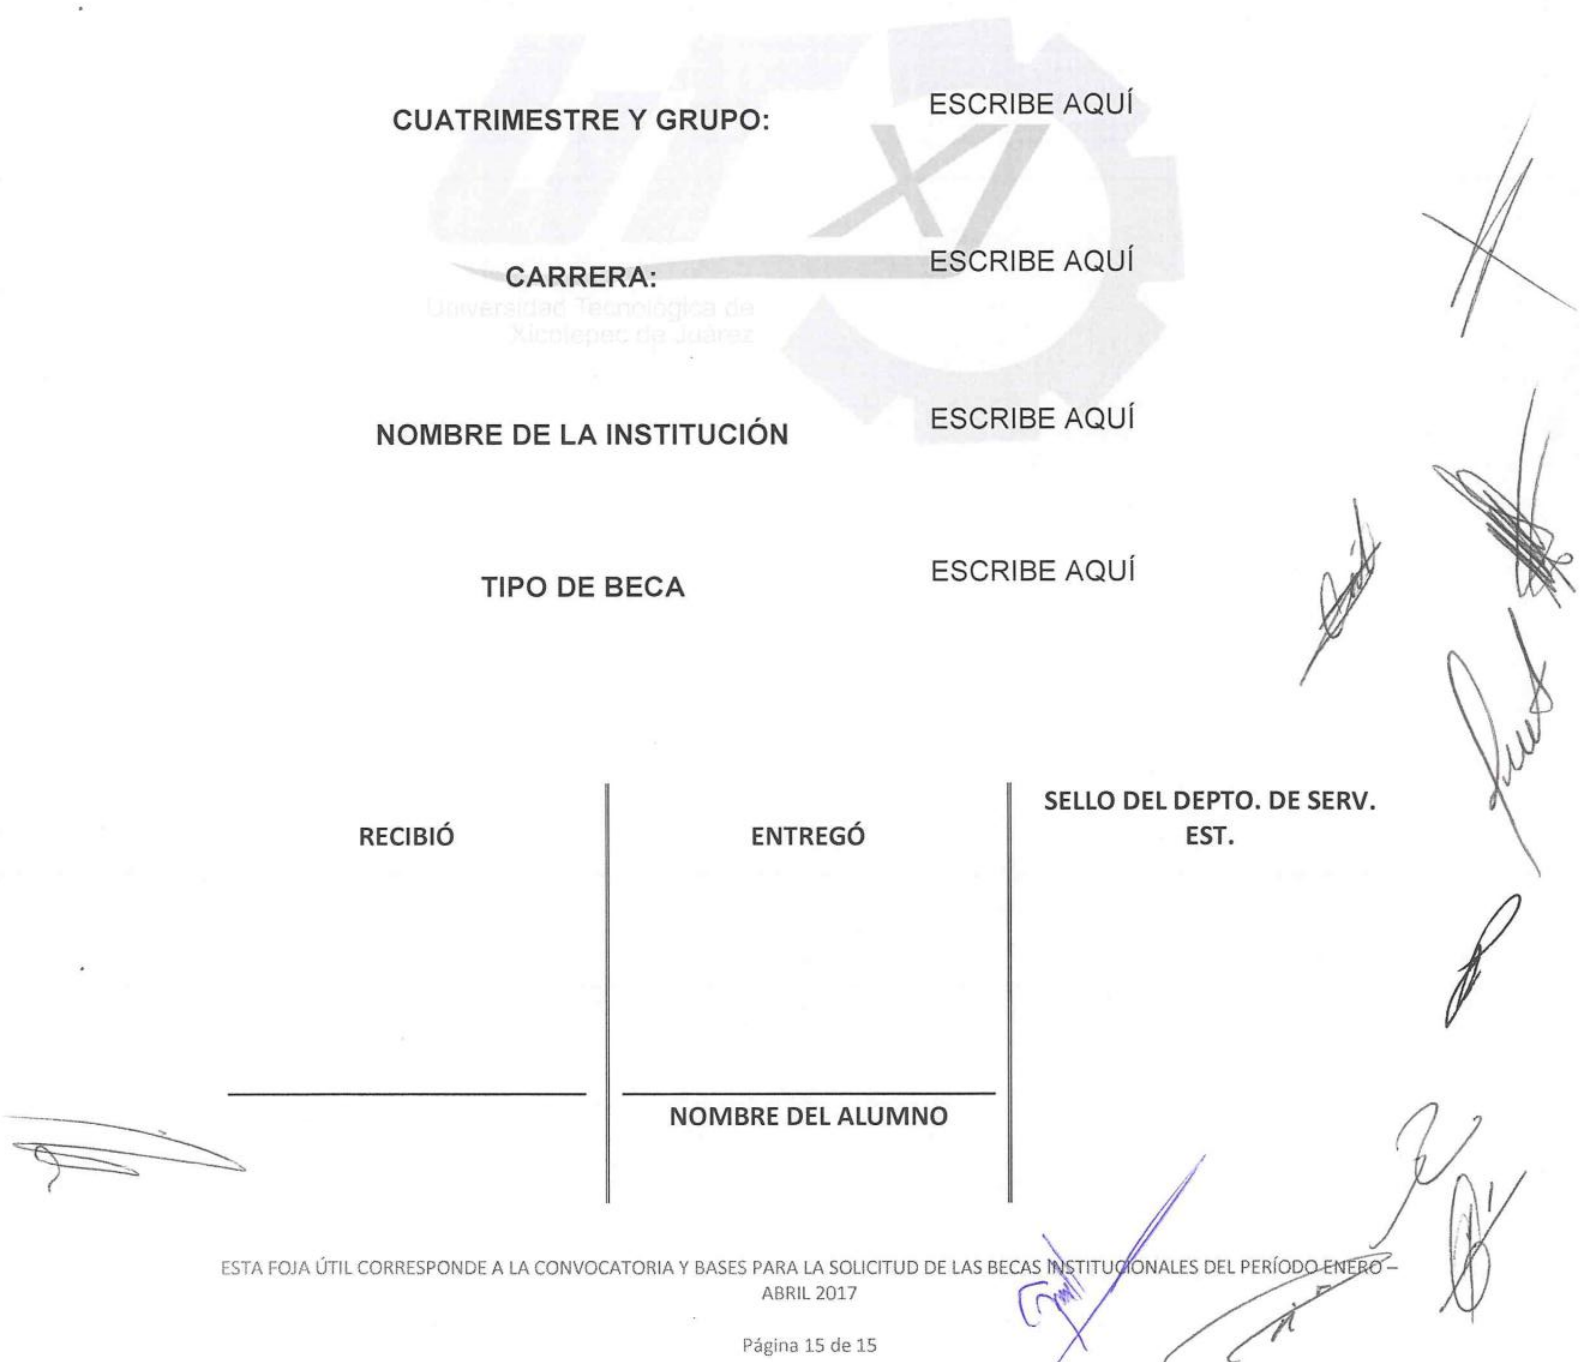 CUATRIMESTRE Y GRUPO:
ESCRIBE AQUÍ
XI
CARRERA:
ESCRIBE AQUÍ
Universidad Tecnológica de
Xicotepec de Juárez
NOMBRE DE LA INSTITUCIÓN
ESCRIBE AQUÍ
TIPO DE BECA
ESCRIBE AQUÍ
RECIBIÓ
ENTREGÓ
SELLO DEL DEPTO. DE SERV.
EST.
NOMBRE DEL ALUMNO
ESTA FOJA ÚTIL CORRESPONDE A LA CONVOCATORIA Y BASES PARA LA SOLICITUD DE LAS BECAS INSTITUCIONALES DEL PERÍODO ENERO –
ABRIL 2017
Página 15 de 15